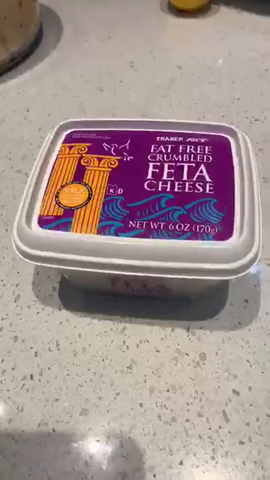 TRADER JOE'S
FAT FREE
CRUMBLED
FETA
CHEESE
K D
NET WT 6 OZ (170g)